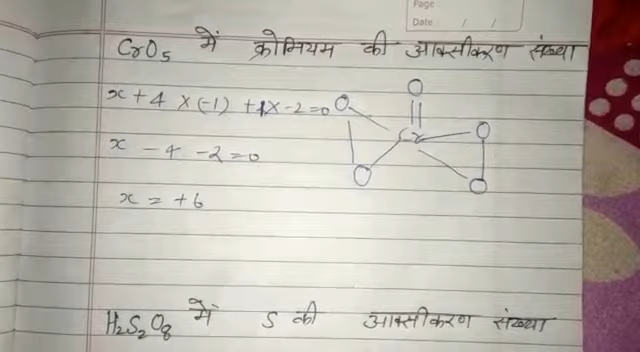 Page
Date / /
CrO5 में क्रोमियम की आक्सीकरण संख्या
x + 4 × (-1) + 1 × -2 = 0
x - 4 - 2 = 0
x = +6
O
O Cr O
O O
H2S2O8 में S की आक्सीकरण संख्या